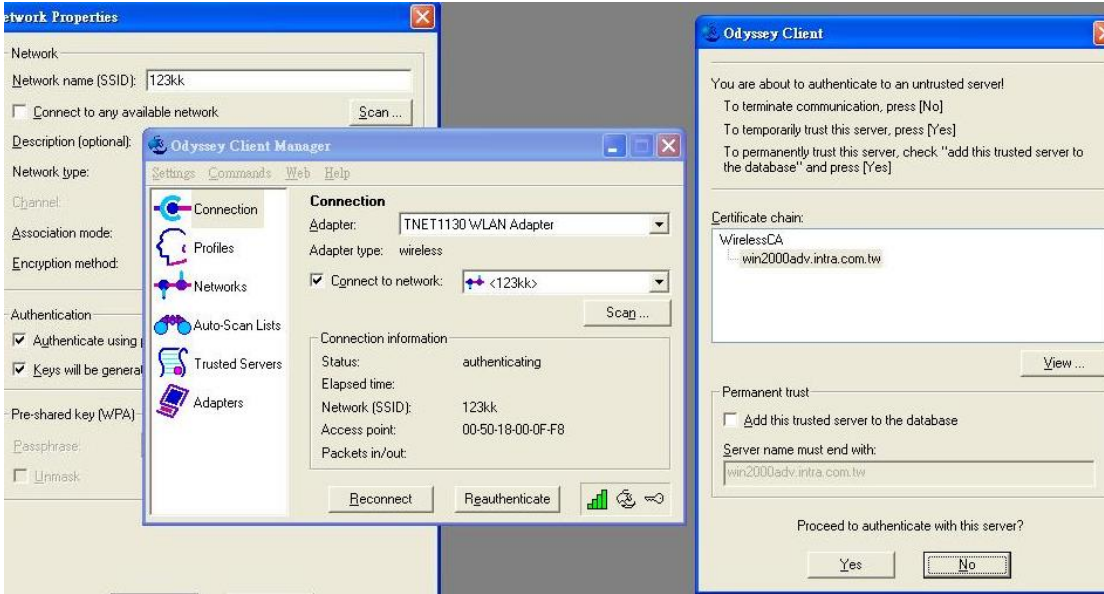 etwork Properties
Network
Network name (SSID): 123kk
Connect to any available network
Scan ...
Description (optional):
Network type:
Channel:
Association mode:
Encryption method:
Authentication
Authenticate using
Keys will be generat
Pre-shared key (WPA)
Passphrase:
Unmask
Odyssey Client Manager
Settings Commands Web Help
Connection
Profiles
Networks
Auto-Scan Lists
Trusted Servers
Adapters
Connection
Adapter: TNET1130 WLAN Adapter
Adapter type: wireless
Connect to network: <123kk>
Scan ...
Connection information
Status: authenticating
Elapsed time:
Network (SSID): 123kk
Access point: 00-50-18-00-0F-F8
Packets in/out:
Reconnect
Reauthenticate
Odyssey Client
You are about to authenticate to an untrusted server!
To terminate communication, press [No]
To temporarily trust this server, press [Yes]
To permanently trust this server, check "add this trusted server to
the database" and press [Yes]
Certificate chain:
WirelessCA
win2000adv.intra.com.tw
View ...
Permanent trust
Add this trusted server to the database
Server name must end with:
win2000adv.intra.com.tw
Proceed to authenticate with this server?
Yes
No